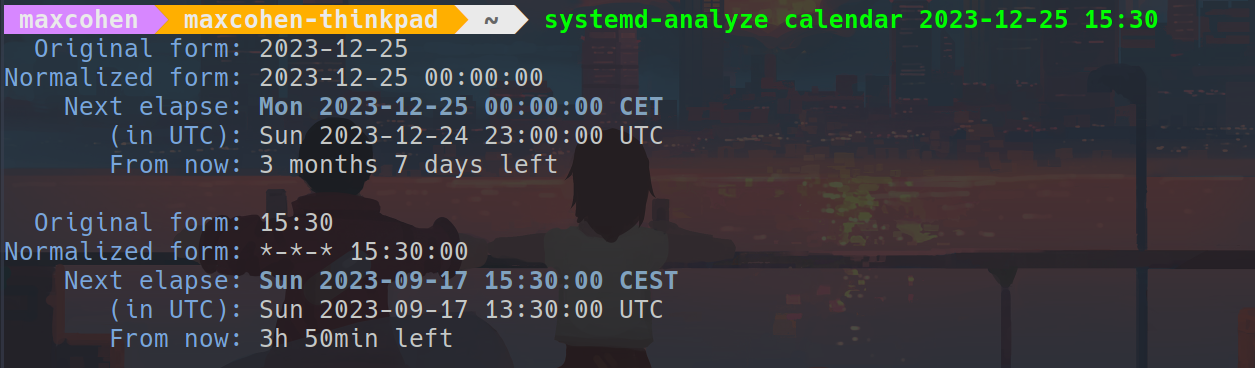 maxcohen maxcohen-thinkpad ~ systemd-analyze calendar 2023-12-25 15:30
Original form: 2023-12-25
Normalized form: 2023-12-25 00:00:00
Next elapse: Mon 2023-12-25 00:00:00 CET
(in UTC): Sun 2023-12-24 23:00:00 UTC
From now: 3 months 7 days left
Original form: 15:30
Normalized form: *-*-* 15:30:00
Next elapse: Sun 2023-09-17 15:30:00 CEST
(in UTC): Sun 2023-09-17 13:30:00 UTC
From now: 3h 50min left